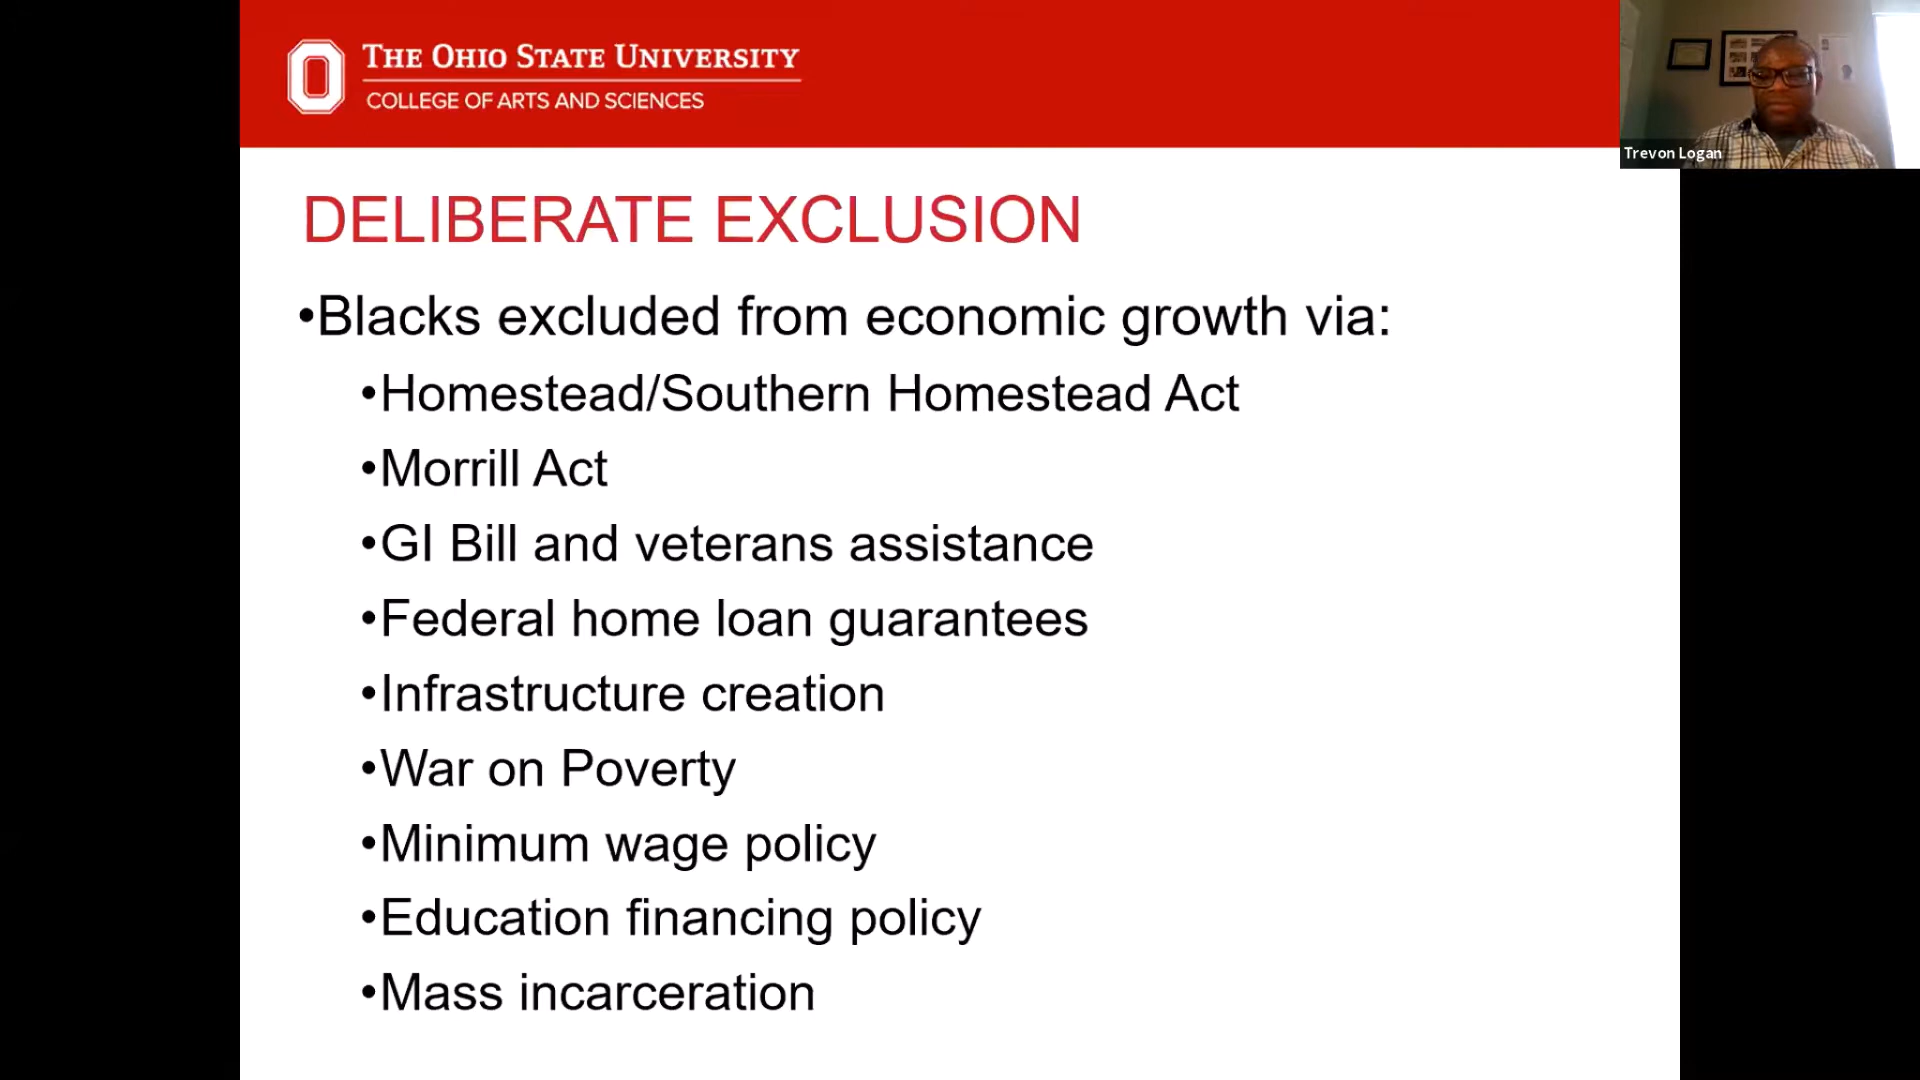 THE OHIO STATE UNIVERSITY
COLLEGE OF ARTS AND SCIENCES
Trevon Logan
DELIBERATE EXCLUSION
•Blacks excluded from economic growth via:
•Homestead/Southern Homestead Act
•Morrill Act
•GI Bill and veterans assistance
•Federal home loan guarantees
•Infrastructure creation
•War on Poverty
•Minimum wage policy
•Education financing policy
•Mass incarceration